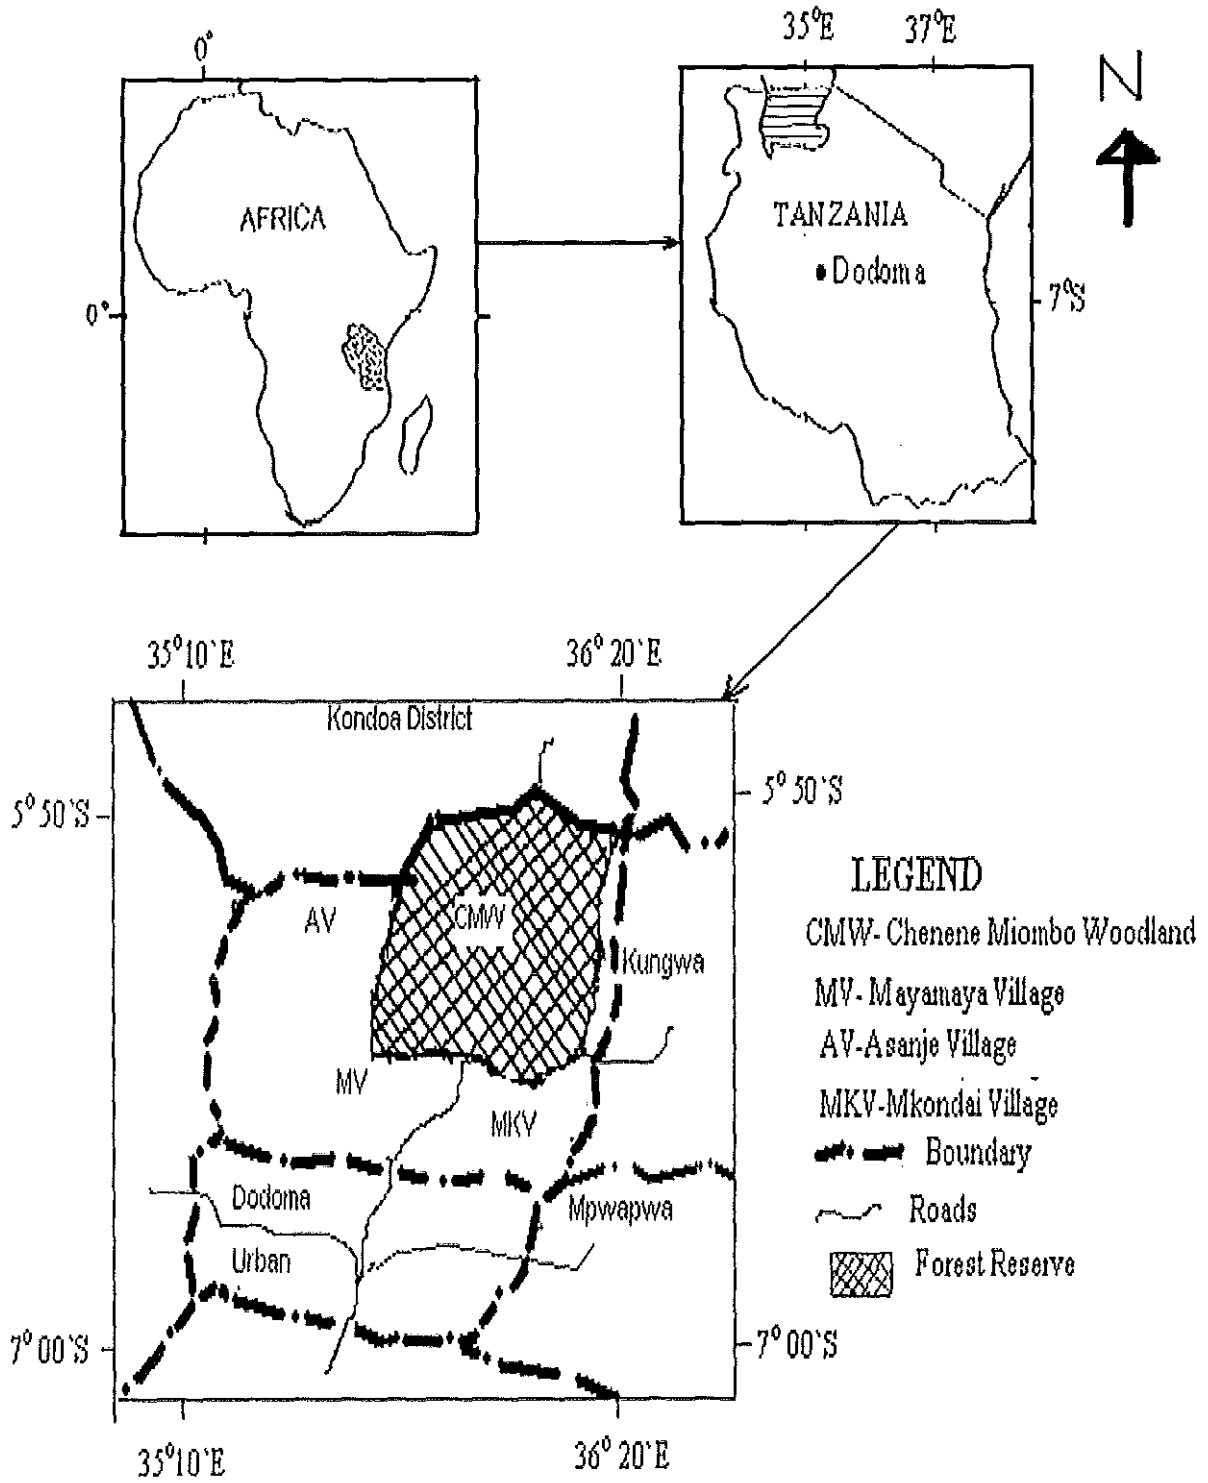 0°
35°E 37°E
N
AFRICA
TANZANIA
Dodoma
0°
7°S
35°10`E 36° 20`E
Kondoa District
5° 50`S
5° 50`S
AV
CMW
Kungwa
MV
MKV
Dodoma
Urban
Mpwapwa
7° 00`S
7° 00`S
35°10`E 36° 20`E
LEGEND
CMW- Chenene Miombo Woodland
MV- Mayamaya Village
AV-Asanje Village
MKV-Mkondai Village
Boundary
Roads
Forest Reserve